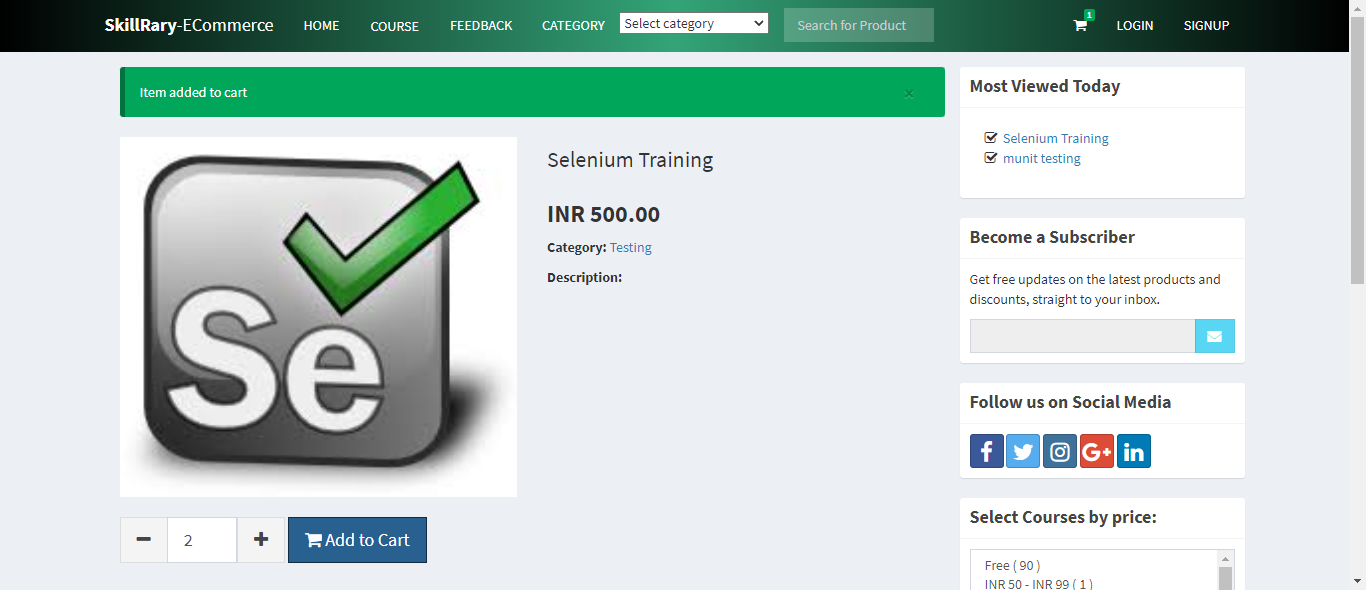 SkillRary-ECommerce HOME COURSE FEEDBACK CATEGORY Select category Search for Product 1 LOGIN SIGNUP
Item added to cart ×
Selenium Training
INR 500.00
Category: Testing
Description:
Se
− 2 + Add to Cart
Most Viewed Today
Selenium Training
munit testing
Become a Subscriber
Get free updates on the latest products and
discounts, straight to your inbox.
Follow us on Social Media
f G+ in
Select Courses by price:
Free ( 90 )
INR 50 - INR 99 ( 1 )